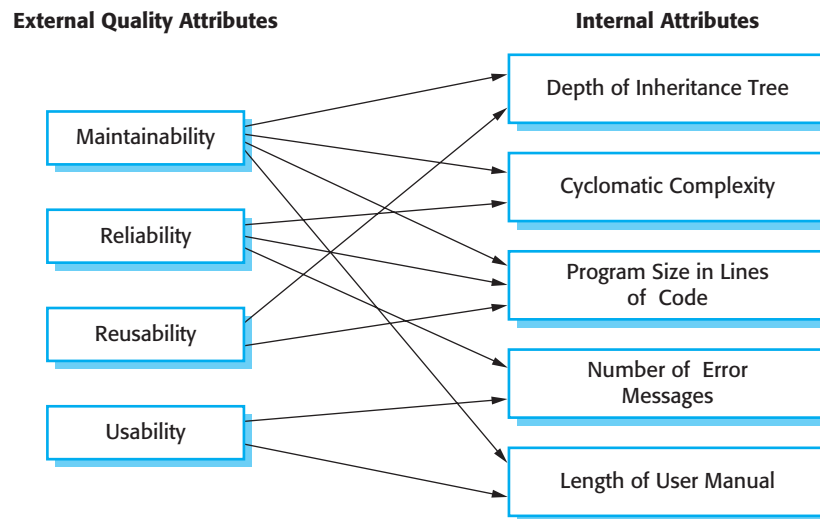 External Quality Attributes
Internal Attributes
Maintainability
Reliability
Reusability
Usability
Depth of Inheritance Tree
Cyclomatic Complexity
Program Size in Lines
of Code
Number of Error
Messages
Length of User Manual